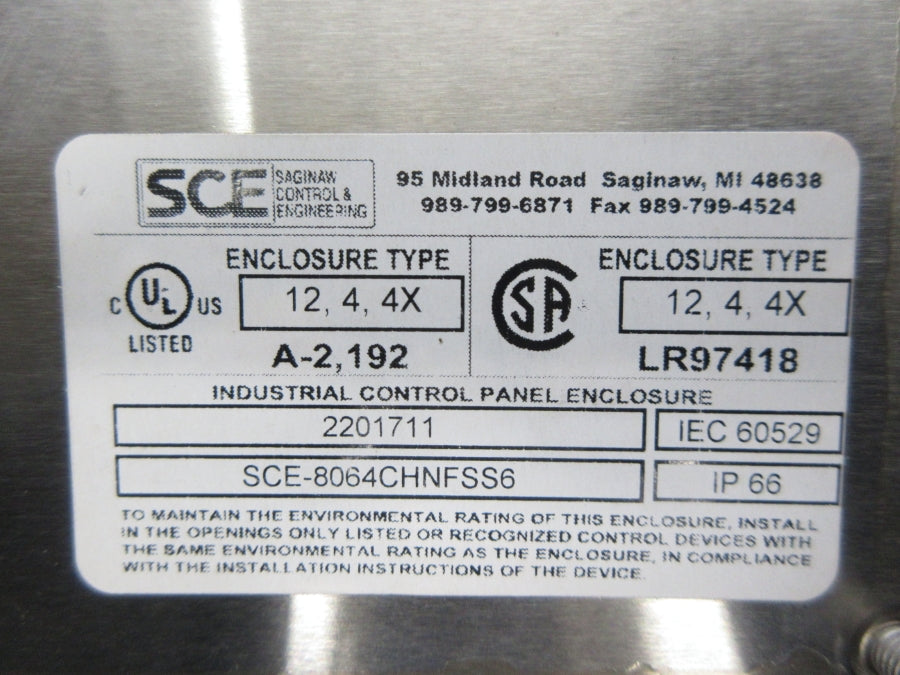 SCE SAGINAW CONTROL & ENGINEERING
95 Midland Road Saginaw, MI 48638
989-799-6871 Fax 989-799-4524
C UL US LISTED
ENCLOSURE TYPE
12, 4, 4X
A-2,192
SA
ENCLOSURE TYPE
12, 4, 4X
LR97418
INDUSTRIAL CONTROL PANEL ENCLOSURE
2201711
IEC 60529
SCE-8064CHNFSS6
IP 66
TO MAINTAIN THE ENVIRONMENTAL RATING OF THIS ENCLOSURE, INSTALL
IN THE OPENINGS ONLY LISTED OR RECOGNIZED CONTROL DEVICES WITH
THE SAME ENVIRONMENTAL RATING AS THE ENCLOSURE, IN COMPLIANCE
WITH THE INSTALLATION INSTRUCTIONS OF THE DEVICE.